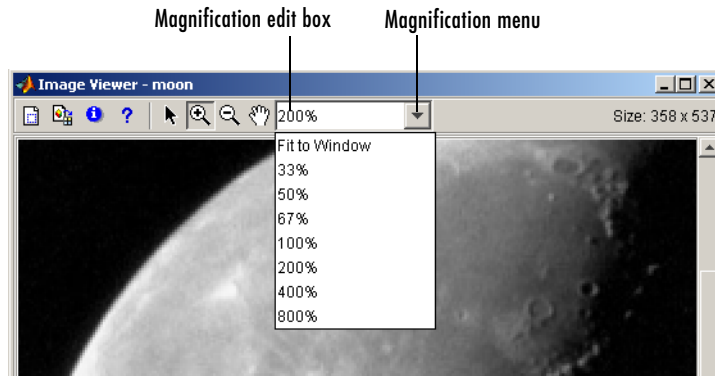 Magnification edit box Magnification menu
Image Viewer - moon
? 200% Size: 358 x 537
Fit to Window
33%
50%
67%
100%
200%
400%
800%